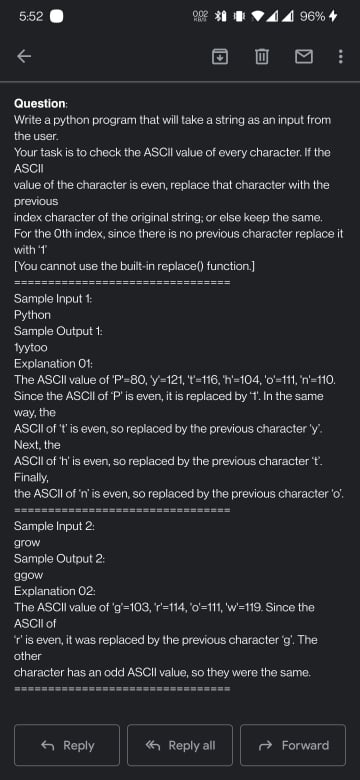 5:52
0.02
KB/S
96%
Question:
Write a python program that will take a string as an input from
the user.
Your task is to check the ASCII value of every character. If the
ASCII
value of the character is even, replace that character with the
previous
index character of the original string; or else keep the same.
For the 0th index, since there is no previous character replace it
with '1'
[You cannot use the built-in replace() function.]
================================
Sample Input 1:
Python
Sample Output 1:
1yytoo
Explanation 01:
The ASCII value of 'P'=80, 'y'=121, 't'=116, 'h'=104, 'o'=111, 'n'=110.
Since the ASCII of 'P' is even, it is replaced by '1'. In the same
way, the
ASCII of 't' is even, so replaced by the previous character 'y'.
Next, the
ASCII of 'h' is even, so replaced by the previous character 't'.
Finally,
the ASCII of 'n' is even, so replaced by the previous character 'o'.
================================
Sample Input 2:
grow
Sample Output 2:
ggow
Explanation 02:
The ASCII value of 'g'=103, 'r'=114, 'o'=111, 'w'=119. Since the
ASCII of
'r' is even, it was replaced by the previous character 'g'. The
other
character has an odd ASCII value, so they were the same.
================================
Reply
Reply all
Forward